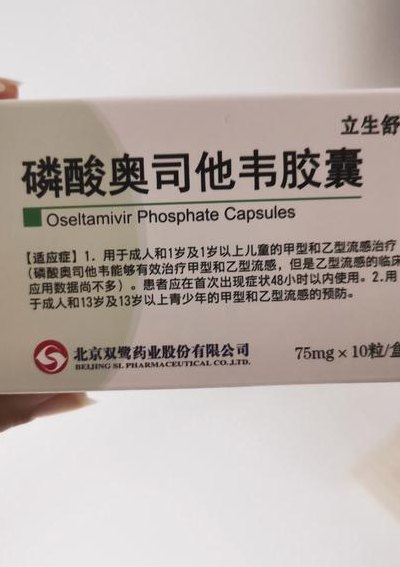 立生舒
磷酸奥司他韦胶囊
Oseltamivir Phosphate Capsules
【适应症】1. 用于成人和1岁及1岁以上儿童的甲型和乙型流感治疗
(磷酸奥司他韦能够有效治疗甲型和乙型流感，但是乙型流感的临床
应用数据尚不多）。患者应在首次出现症状48小时以内使用。2.用
于成人和13岁及13岁以上青少年的甲型和乙型流感的预防。
北京双鹭药业股份有限公司
BEIJING SL PHARMACEUTICAL CO.,LTD.
75mg×10粒/盒